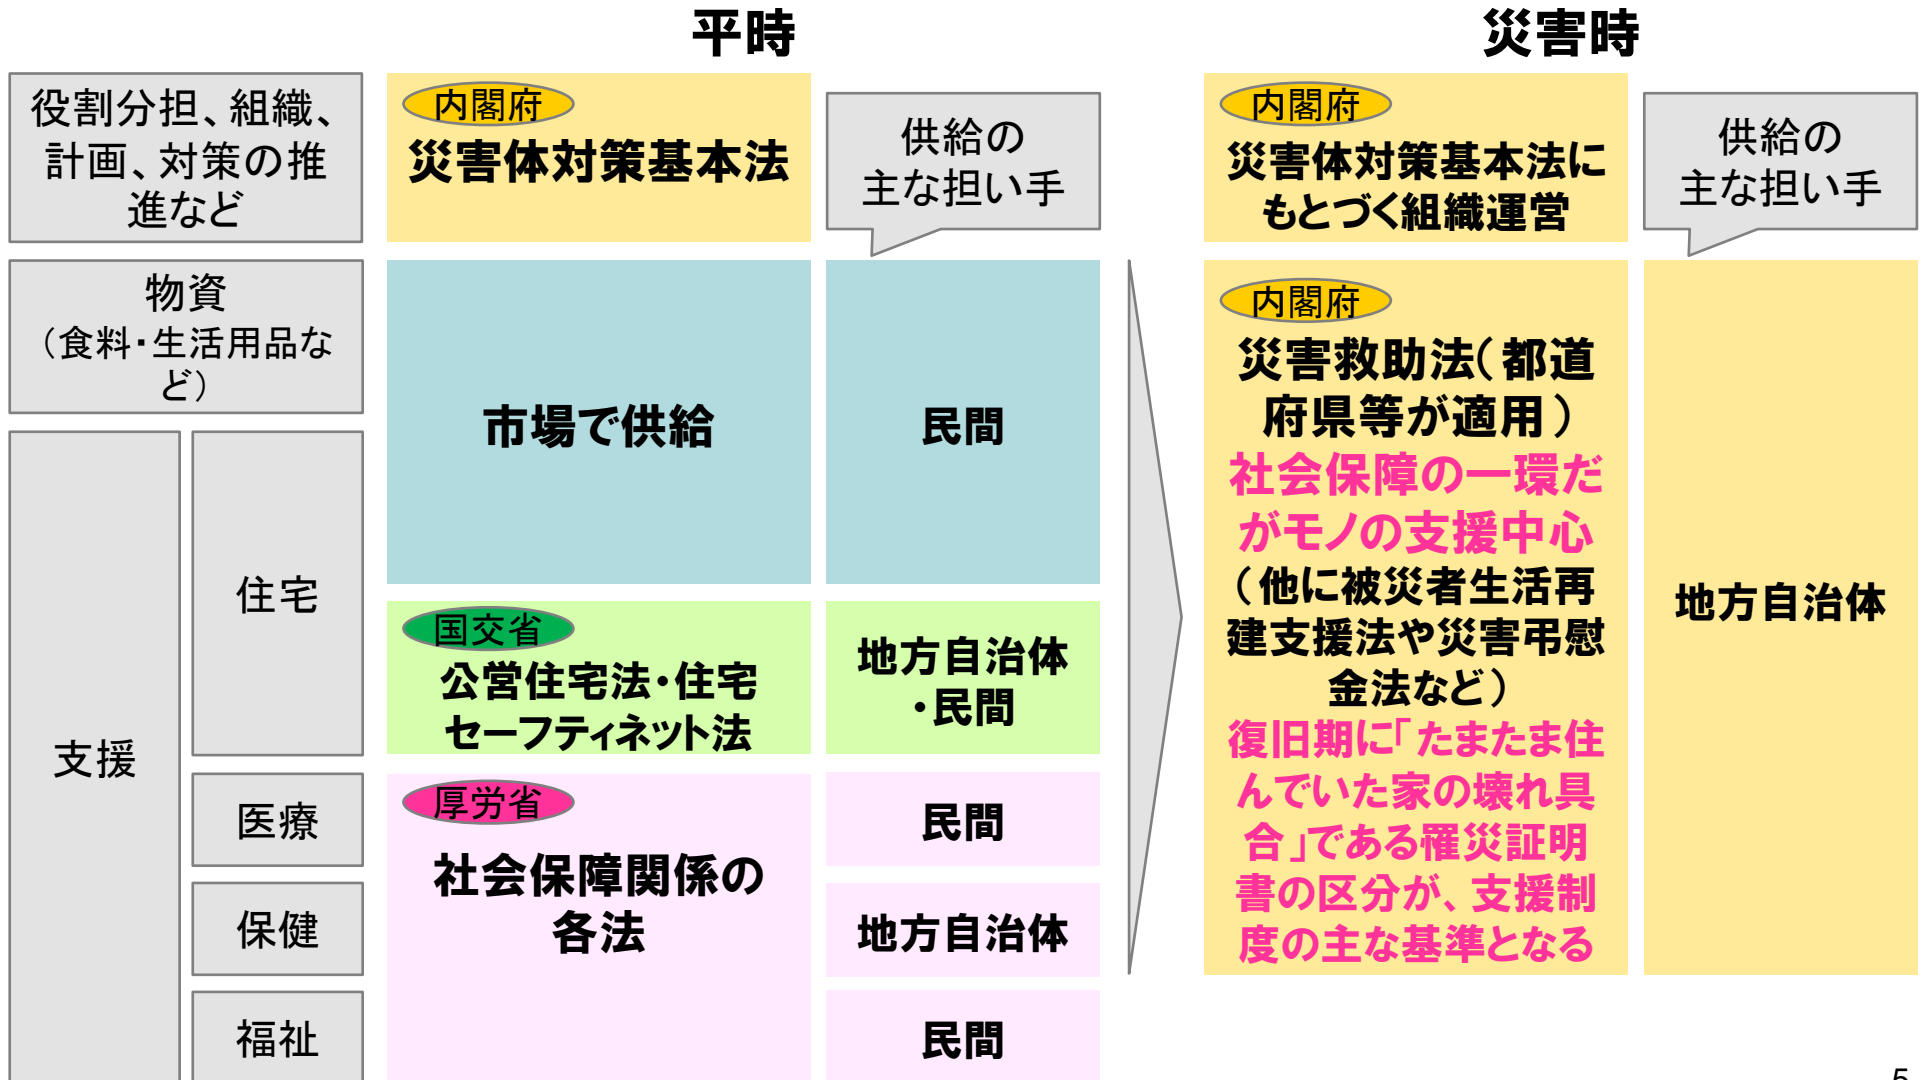 平時
災害時
役割分担、組織、
計画、対策の推
進など
内閣府
災害体対策基本法
供給の
主な担い手
内閣府
災害体対策基本法に
もとづく組織運営
供給の
主な担い手
物資
（食料・生活用品な
ど）
市場で供給
民間
内閣府
災害救助法（都道
府県等が適用）
社会保障の一環だ
がモノの支援中心
（他に被災者生活再
建支援法や災害弔慰
金法など）
復旧期に「たまたま住
んでいた家の壊れ具
合」である罹災証明
書の区分が、支援制
度の主な基準となる
地方自治体
支援
住宅
国交省
公営住宅法・住宅
セーフティネット法
地方自治体
・民間
医療
厚労省
社会保障関係の
各法
民間
保健
地方自治体
福祉
民間
5